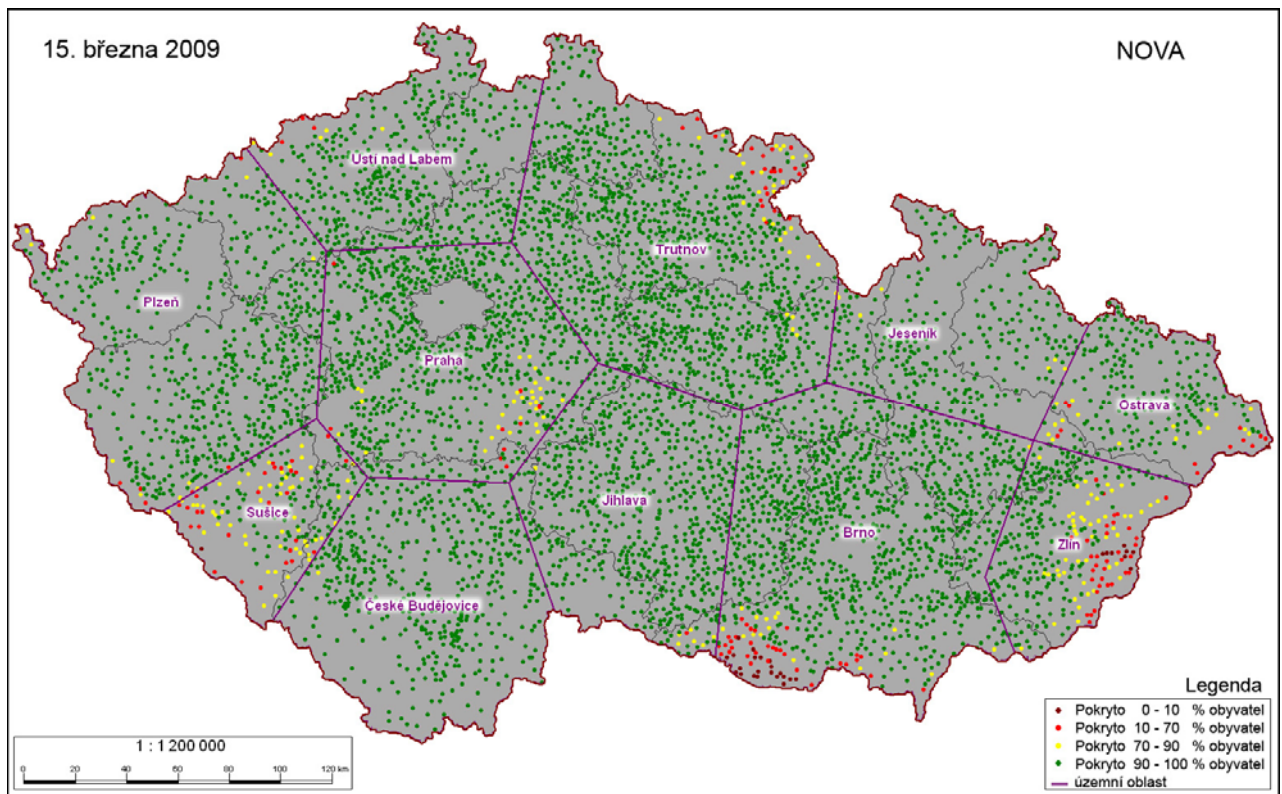 15. března 2009
NOVA
Ústí nad Labem
Trutnov
Plzeň
Jeseník
Praha
Ostrava
Sušice
Jihlava
Brno
Zlín
České Budějovice
Legenda
Pokryto 0 - 10 % obyvatel
Pokryto 10 - 70 % obyvatel
Pokryto 70 - 90 % obyvatel
Pokryto 90 - 100 % obyvatel
územní oblast
1 : 1 200 000
0 20 40 60 80 100 120 km